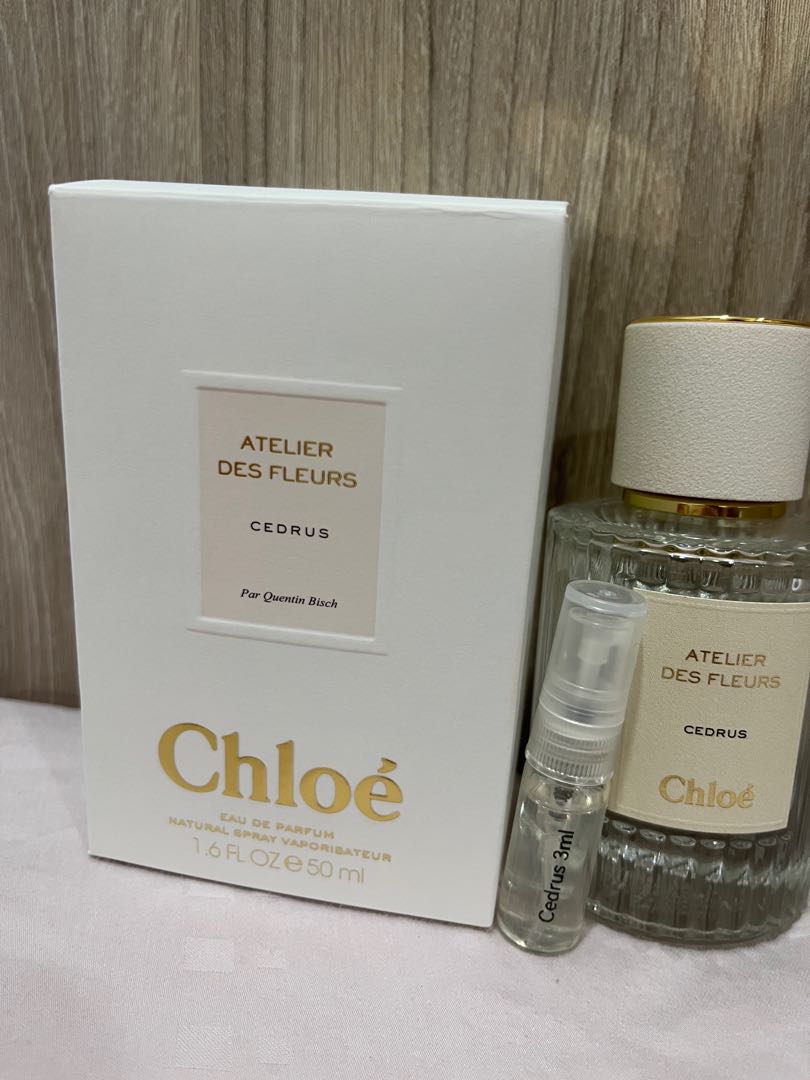 ATELIER
DES FLEURS
CEDRUS
Par Quentin Bisch
Chloé
EAU DE PARFUM
NATURAL SPRAY VAPORISATEUR
1.6 FL OZ e 50 ml
Cedrus 3ml
ATELIER
DES FLEURS
CEDRUS
Chloé